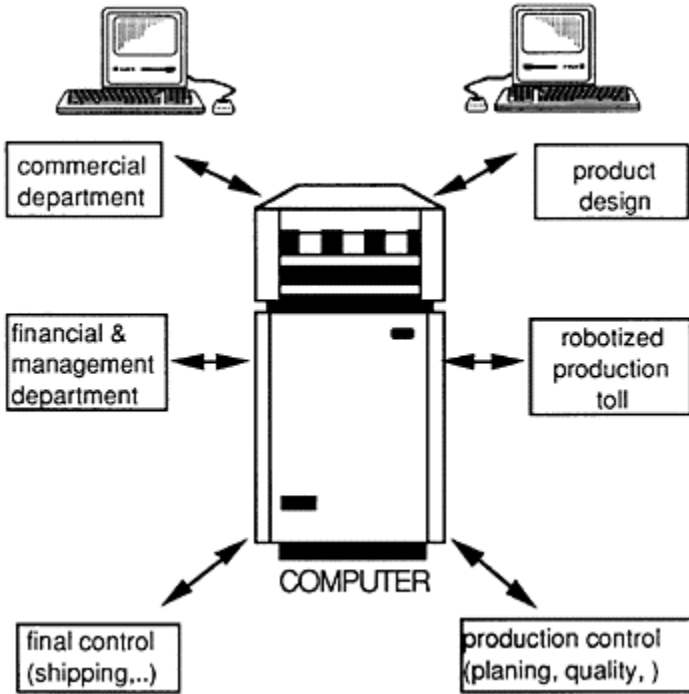 commercial
department
product
design
financial &
management
department
robotized
production
toll
COMPUTER
final control
(shipping,..)
production control
(planing, quality, )